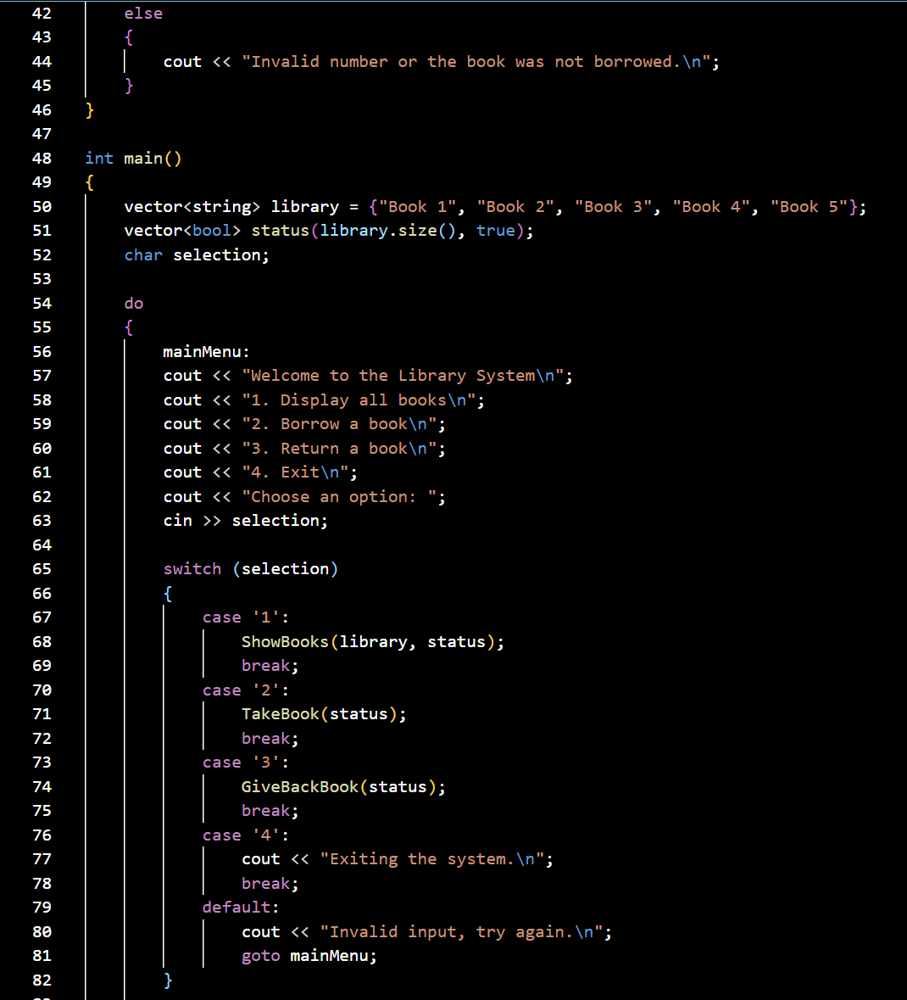 42 else
43 {
44 cout << "Invalid number or the book was not borrowed.\n";
45 }
46 }
47
48 int main()
49 {
50 vector<string> library = {"Book 1", "Book 2", "Book 3", "Book 4", "Book 5"};
51 vector<bool> status(library.size(), true);
52 char selection;
53
54 do
55 {
56 mainMenu:
57 cout << "Welcome to the Library System\n";
58 cout << "1. Display all books\n";
59 cout << "2. Borrow a book\n";
60 cout << "3. Return a book\n";
61 cout << "4. Exit\n";
62 cout << "Choose an option: ";
63 cin >> selection;
64
65 switch (selection)
66 {
67 case '1':
68 ShowBooks(library, status);
69 break;
70 case '2':
71 TakeBook(status);
72 break;
73 case '3':
74 GiveBackBook(status);
75 break;
76 case '4':
77 cout << "Exiting the system.\n";
78 break;
79 default:
80 cout << "Invalid input, try again.\n";
81 goto mainMenu;
82 }